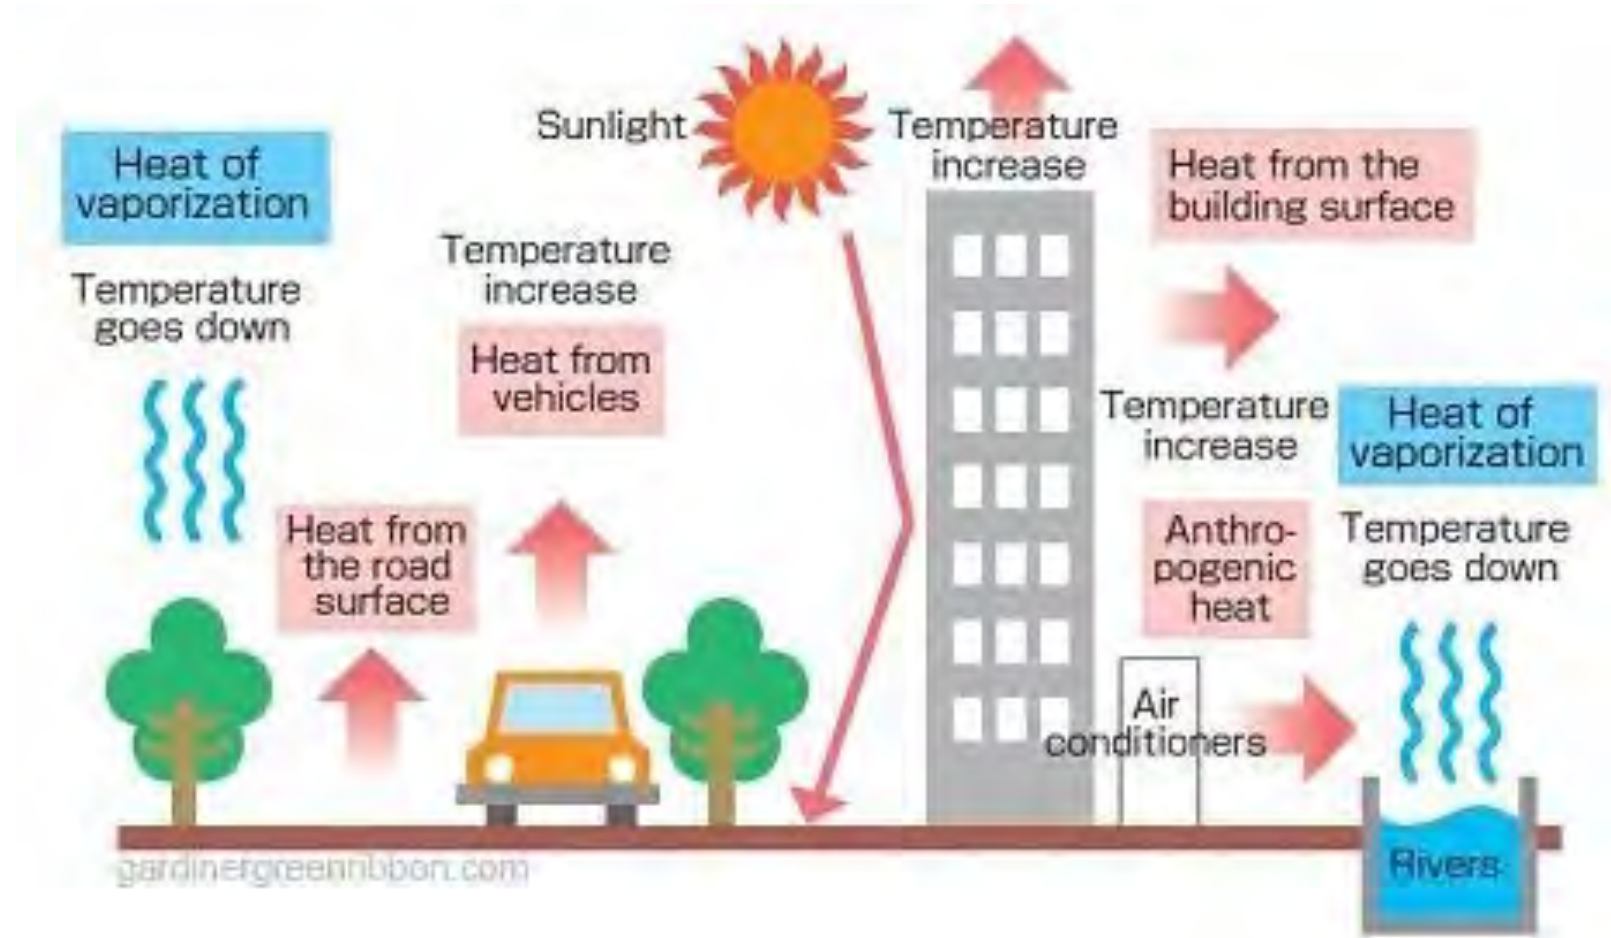 Sunlight
Temperature
increase
Heat of
vaporization
Heat from the
building surface
Temperature
increase
Temperature
goes down
Heat from
vehicles
Temperature
increase
Heat of
vaporization
Heat from
the road
surface
Anthro-
pogenic
heat
Temperature
goes down
Air
conditioners
Rivers
gardinergreenribbon.com